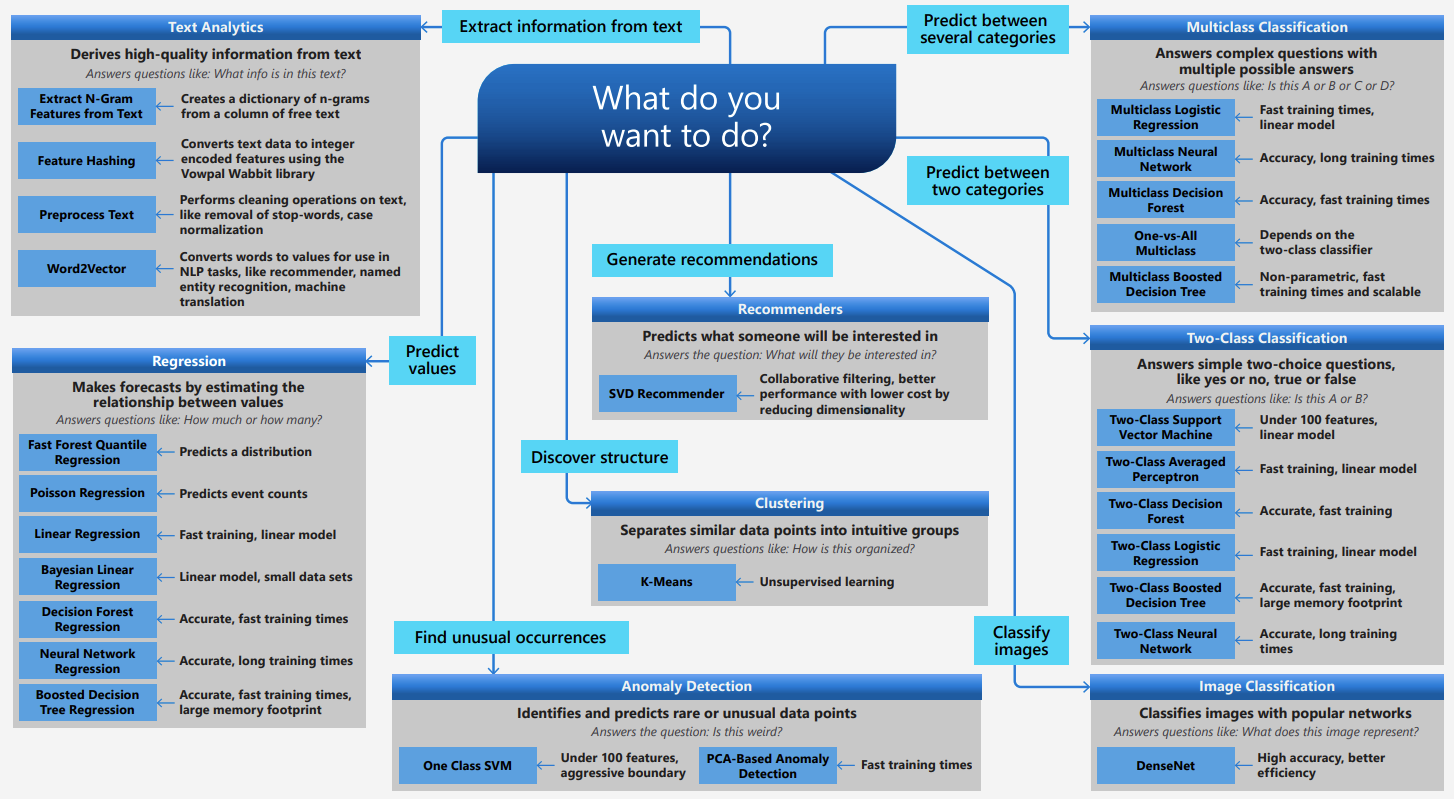 What do you
want to do?
Extract information from text
Text Analytics
Derives high-quality information from text
Answers questions like: What info is in this text?
Extract N-Gram
Features from Text
Creates a dictionary of n-grams
from a column of free text
Feature Hashing
Converts text data to integer
encoded features using the
Vowpal Wabbit library
Preprocess Text
Performs cleaning operations on text,
like removal of stop-words, case
normalization
Word2Vector
Converts words to values for use in
NLP tasks, like recommender, named
entity recognition, machine
translation
Predict
values
Regression
Makes forecasts by estimating the
relationship between values
Answers questions like: How much or how many?
Fast Forest Quantile
Regression
Predicts a distribution
Poisson Regression
Predicts event counts
Linear Regression
Fast training, linear model
Bayesian Linear
Regression
Linear model, small data sets
Decision Forest
Regression
Accurate, fast training times
Neural Network
Regression
Accurate, long training times
Boosted Decision
Tree Regression
Accurate, fast training times,
large memory footprint
Generate recommendations
Recommenders
Predicts what someone will be interested in
Answers the question: What will they be interested in?
SVD Recommender
Collaborative filtering, better
performance with lower cost by
reducing dimensionality
Discover structure
Clustering
Separates similar data points into intuitive groups
Answers questions like: How is this organized?
K-Means
Unsupervised learning
Find unusual occurrences
Anomaly Detection
Identifies and predicts rare or unusual data points
Answers the question: Is this weird?
One Class SVM
Under 100 features,
aggressive boundary
PCA-Based Anomaly
Detection
Fast training times
Predict between
several categories
Multiclass Classification
Answers complex questions with
multiple possible answers
Answers questions like: Is this A or B or C or D?
Multiclass Logistic
Regression
Fast training times,
linear model
Multiclass Neural
Network
Accuracy, long training times
Multiclass Decision
Forest
Accuracy, fast training times
One-vs-All
Multiclass
Depends on the
two-class classifier
Multiclass Boosted
Decision Tree
Non-parametric, fast
training times and scalable
Predict between
two categories
Two-Class Classification
Answers simple two-choice questions,
like yes or no, true or false
Answers questions like: Is this A or B?
Two-Class Support
Vector Machine
Under 100 features,
linear model
Two-Class Averaged
Perceptron
Fast training, linear model
Two-Class Decision
Forest
Accurate, fast training
Two-Class Logistic
Regression
Fast training, linear model
Two-Class Boosted
Decision Tree
Accurate, fast training,
large memory footprint
Two-Class Neural
Network
Accurate, long training
times
Classify
images
Image Classification
Classifies images with popular networks
Answers questions like: What does this image represent?
DenseNet
High accuracy, better
efficiency